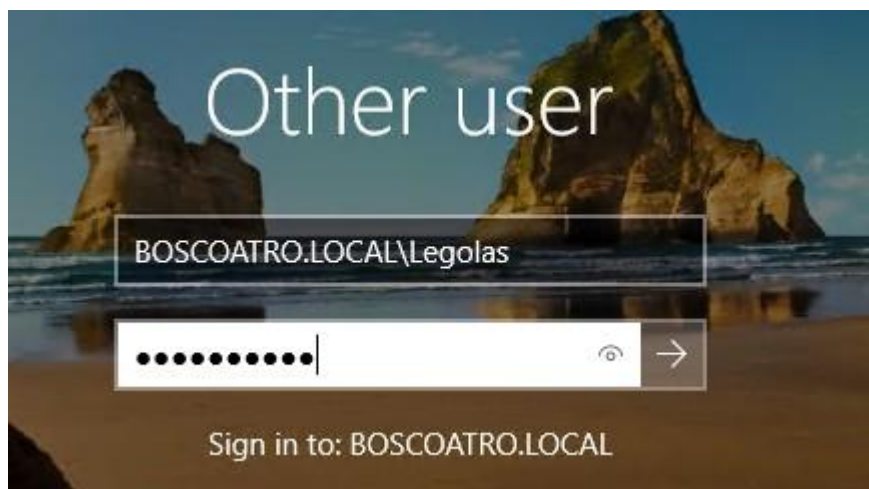 Other user
BOSCOATRO.LOCAL\Legolas
Sign in to: BOSCOATRO.LOCAL